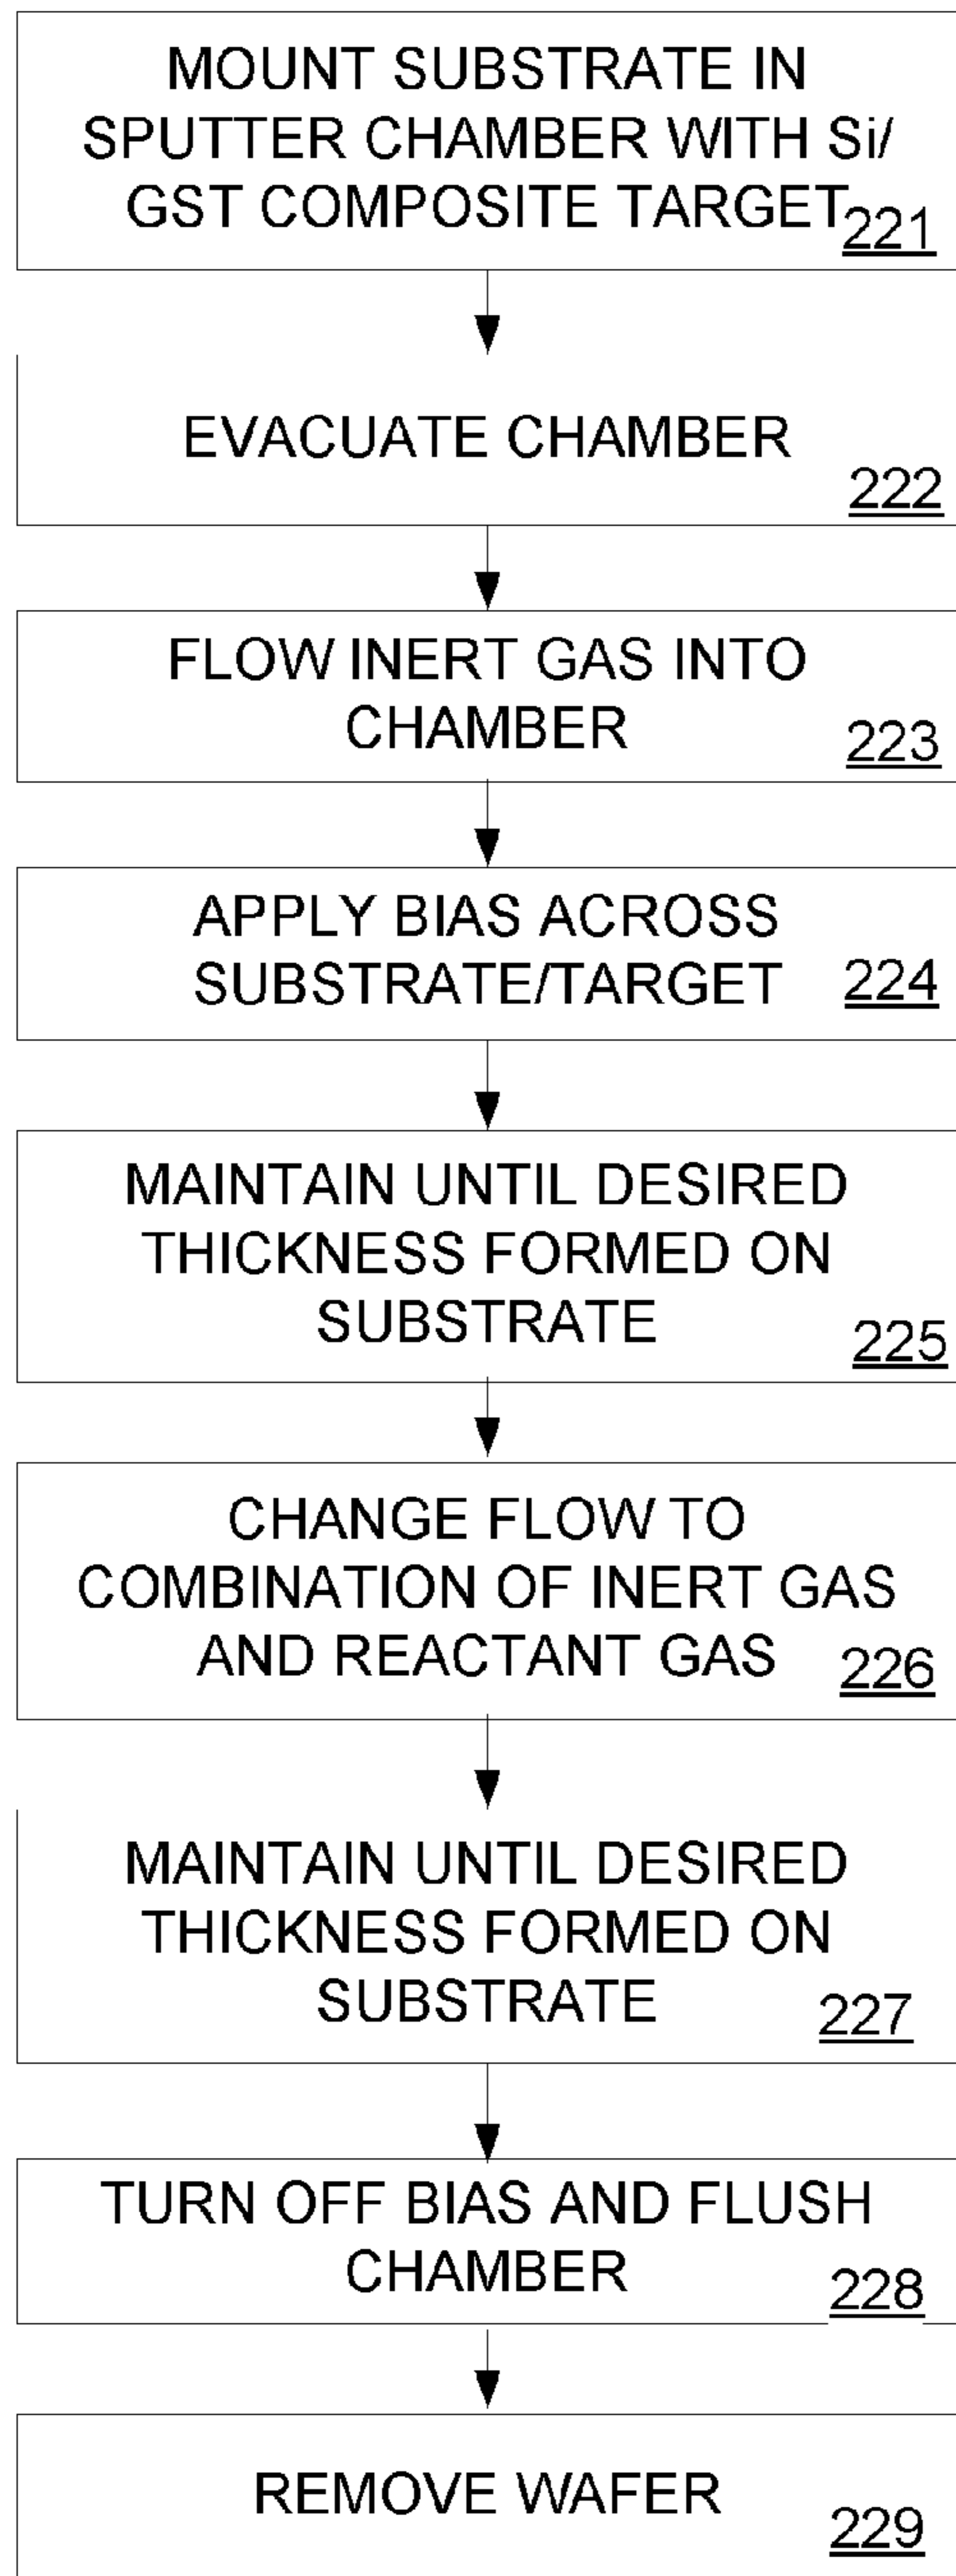 MOUNT SUBSTRATE IN
SPUTTER CHAMBER WITH Si/
GST COMPOSITE TARGET
221
EVACUATE CHAMBER
222
FLOW INERT GAS INTO
CHAMBER
223
APPLY BIAS ACROSS
SUBSTRATE/TARGET
224
MAINTAIN UNTIL DESIRED
THICKNESS FORMED ON
SUBSTRATE
225
CHANGE FLOW TO
COMBINATION OF INERT GAS
AND REACTANT GAS
226
MAINTAIN UNTIL DESIRED
THICKNESS FORMED ON
SUBSTRATE
227
TURN OFF BIAS AND FLUSH
CHAMBER
228
REMOVE WAFER
229